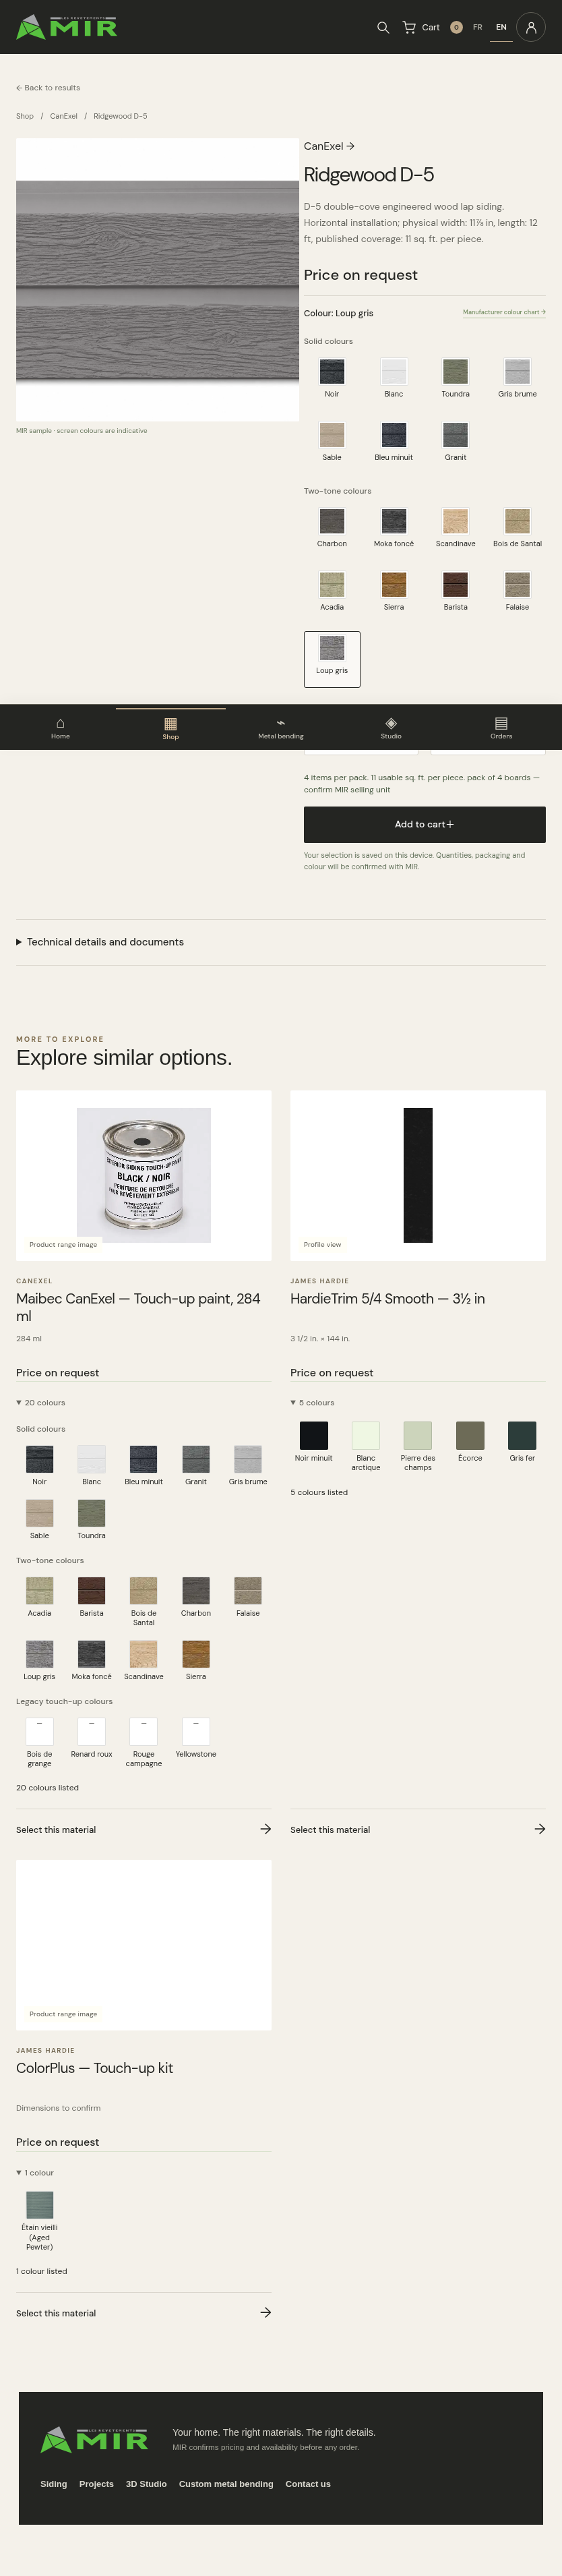 LES REVÊTEMENTS
MIR
Cart
0
FR
EN
← Back to results
Shop / CanExel / Ridgewood D-5
CanExel →
Ridgewood D-5
D-5 double-cove engineered wood lap siding.
Horizontal installation; physical width: 11⅞ in, length: 12
ft, published coverage: 11 sq. ft. per piece.
Price on request
Colour: Loup gris
Manufacturer colour chart →
Solid colours
Noir
Blanc
Toundra
Gris brume
Sable
Bleu minuit
Granit
MIR sample · screen colours are indicative
Two-tone colours
Charbon
Moka foncé
Scandinave
Bois de Santal
Acadia
Sierra
Barista
Falaise
Loup gris
Home
Shop
Metal bending
Studio
Orders
4 items per pack. 11 usable sq. ft. per piece. pack of 4 boards —
confirm MIR selling unit
Add to cart +
Your selection is saved on this device. Quantities, packaging and
colour will be confirmed with MIR.
▶ Technical details and documents
MORE TO EXPLORE
Explore similar options.
EXTERIOR SIDING TOUCH-UP PAINT
BLACK / NOIR
PEINTURE DE RETOUCHE
POUR REVÊTEMENT EXTÉRIEUR
Product range image
CANEXEL
Maibec CanExel — Touch-up paint, 284
ml
284 ml
Price on request
▼ 20 colours
Solid colours
Noir
Blanc
Bleu minuit
Granit
Gris brume
Sable
Toundra
Two-tone colours
Acadia
Barista
Bois de
Santal
Charbon
Falaise
Loup gris
Moka foncé
Scandinave
Sierra
Legacy touch-up colours
Bois de
grange
Renard roux
Rouge
campagne
Yellowstone
20 colours listed
Select this material →
Profile view
JAMES HARDIE
HardieTrim 5/4 Smooth — 3½ in
3 1/2 in. × 144 in.
Price on request
▼ 5 colours
Noir minuit
Blanc
arctique
Pierre des
champs
Écorce
Gris fer
5 colours listed
Select this material →
Product range image
JAMES HARDIE
ColorPlus — Touch-up kit
Dimensions to confirm
Price on request
▼ 1 colour
Étain vieilli
(Aged
Pewter)
1 colour listed
Select this material →
LES REVÊTEMENTS
MIR
Your home. The right materials. The right details.
MIR confirms pricing and availability before any order.
Siding
Projects
3D Studio
Custom metal bending
Contact us